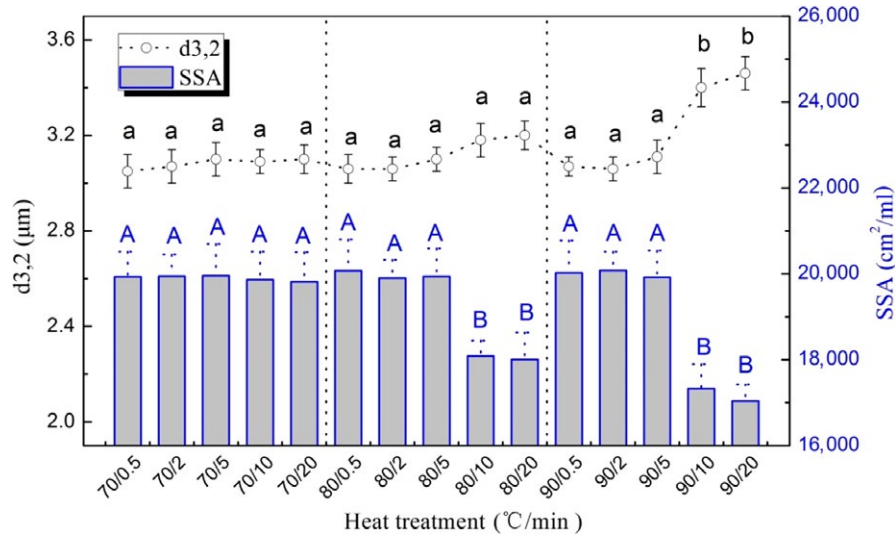 3.6
3.2
2.8
2.4
2.0
d3,2 (μm)
d3,2
SSA
a a a a a a a a a a a a a b b
A A A A A A A A B B A A A B B
26,000
24,000
22,000
20,000
18,000
16,000
SSA (cm²/ml)
70/0.5 70/2 70/5 70/10 70/20 80/0.5 80/2 80/5 80/10 80/20 90/0.5 90/2 90/5 90/10 90/20
Heat treatment (℃/min )